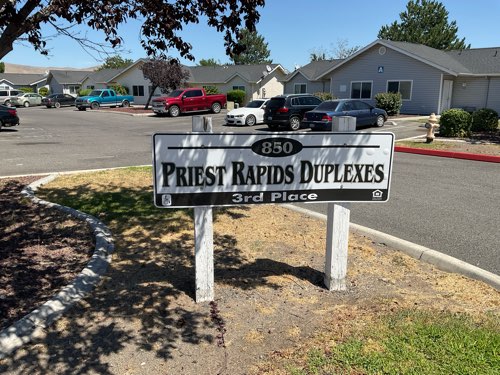 850
PRIEST RAPIDS DUPLEXES
3rd Place